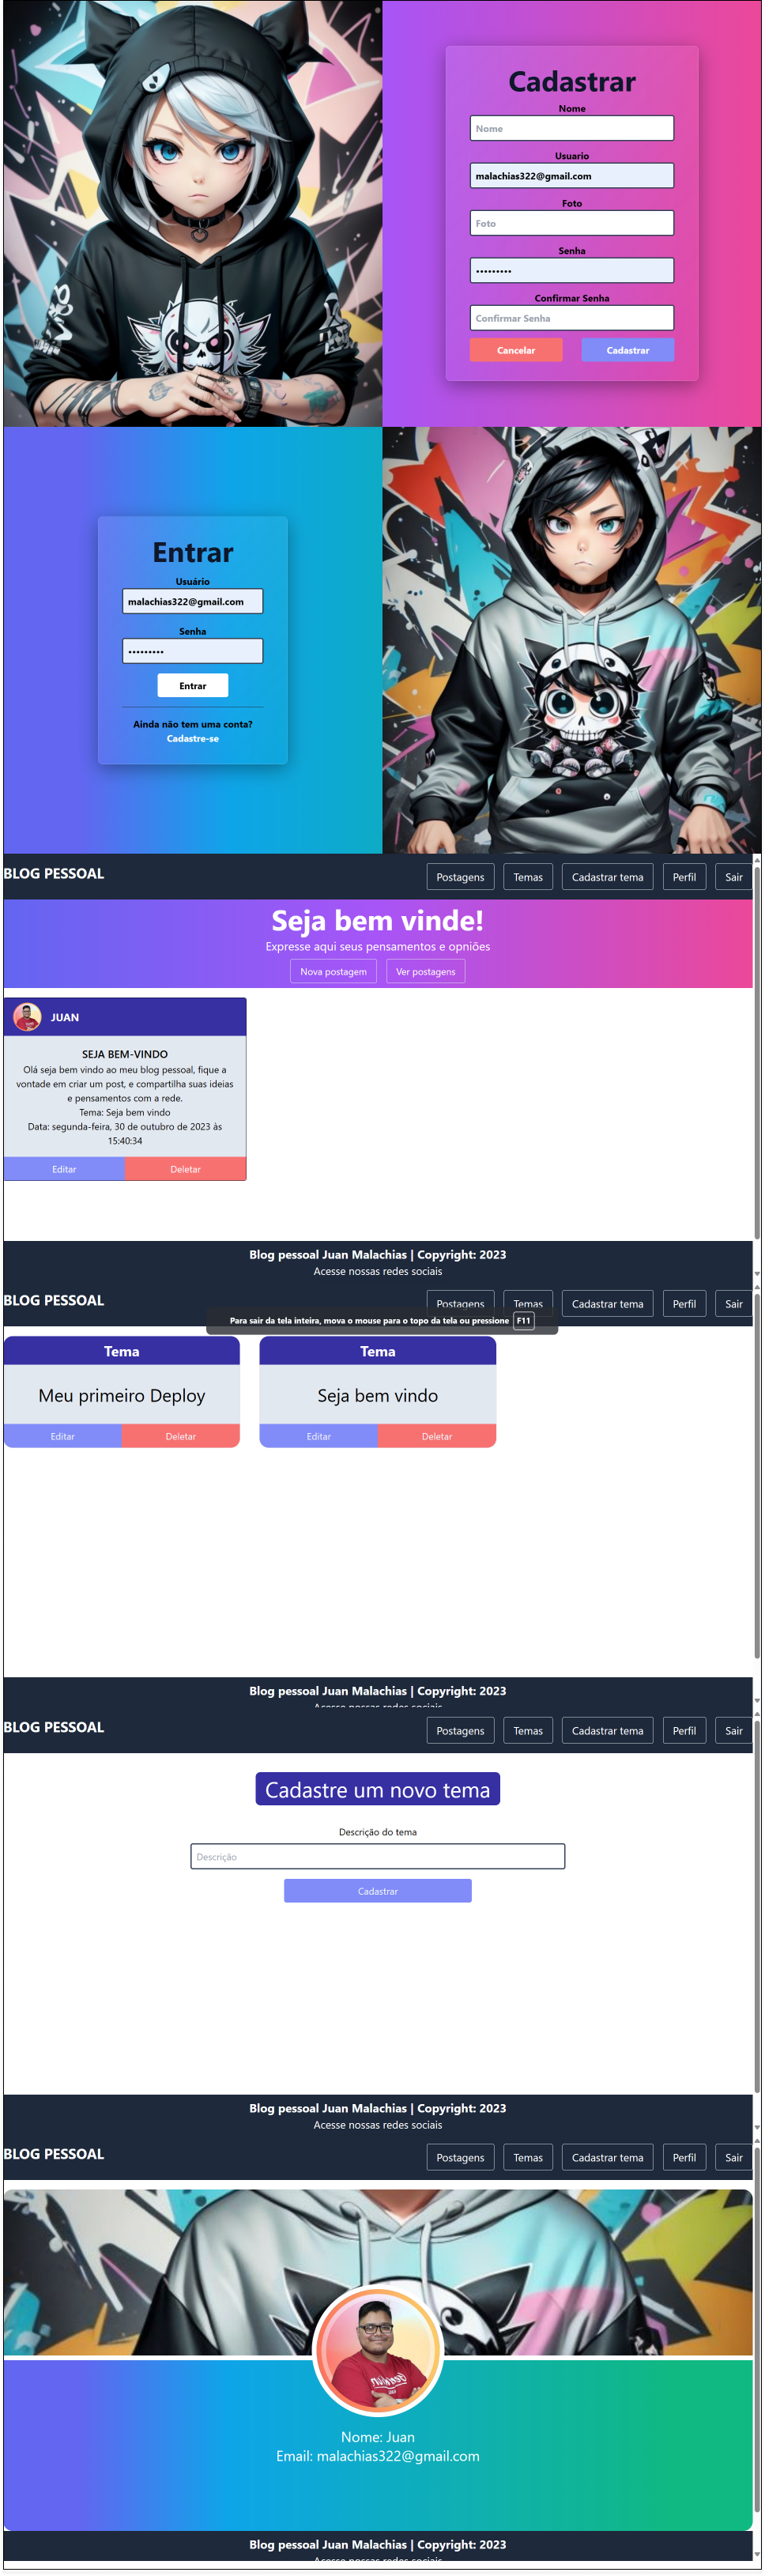 Cadastrar
Nome
Nome
Usuario
malachias322@gmail.com
Foto
Foto
Senha
•••••••••
Confirmar Senha
Confirmar Senha
Cancelar
Cadastrar
Entrar
Usuário
malachias322@gmail.com
Senha
•••••••••
Entrar
Ainda não tem uma conta?
Cadastre-se
BLOG PESSOAL
Postagens
Temas
Cadastrar tema
Perfil
Sair
Seja bem vinde!
Expresse aqui seus pensamentos e opniões
Nova postagem
Ver postagens
JUAN
SEJA BEM-VINDO
Olá seja bem vindo ao meu blog pessoal, fique a
vontade em criar um post, e compartilha suas ideias
e pensamentos com a rede.
Tema: Seja bem vindo
Data: segunda-feira, 30 de outubro de 2023 às
15:40:34
Editar
Deletar
Blog pessoal Juan Malachias | Copyright: 2023
Acesse nossas redes sociais
BLOG PESSOAL
Postagens
Temas
Cadastrar tema
Perfil
Sair
Para sair da tela inteira, mova o mouse para o topo da tela ou pressione F11
Tema
Meu primeiro Deploy
Editar
Deletar
Tema
Seja bem vindo
Editar
Deletar
Blog pessoal Juan Malachias | Copyright: 2023
Acesse nossas redes sociais
BLOG PESSOAL
Postagens
Temas
Cadastrar tema
Perfil
Sair
Cadastre um novo tema
Descrição do tema
Descrição
Cadastrar
Blog pessoal Juan Malachias | Copyright: 2023
Acesse nossas redes sociais
BLOG PESSOAL
Postagens
Temas
Cadastrar tema
Perfil
Sair
Nome: Juan
Email: malachias322@gmail.com
Blog pessoal Juan Malachias | Copyright: 2023
Acesse nossas redes sociais